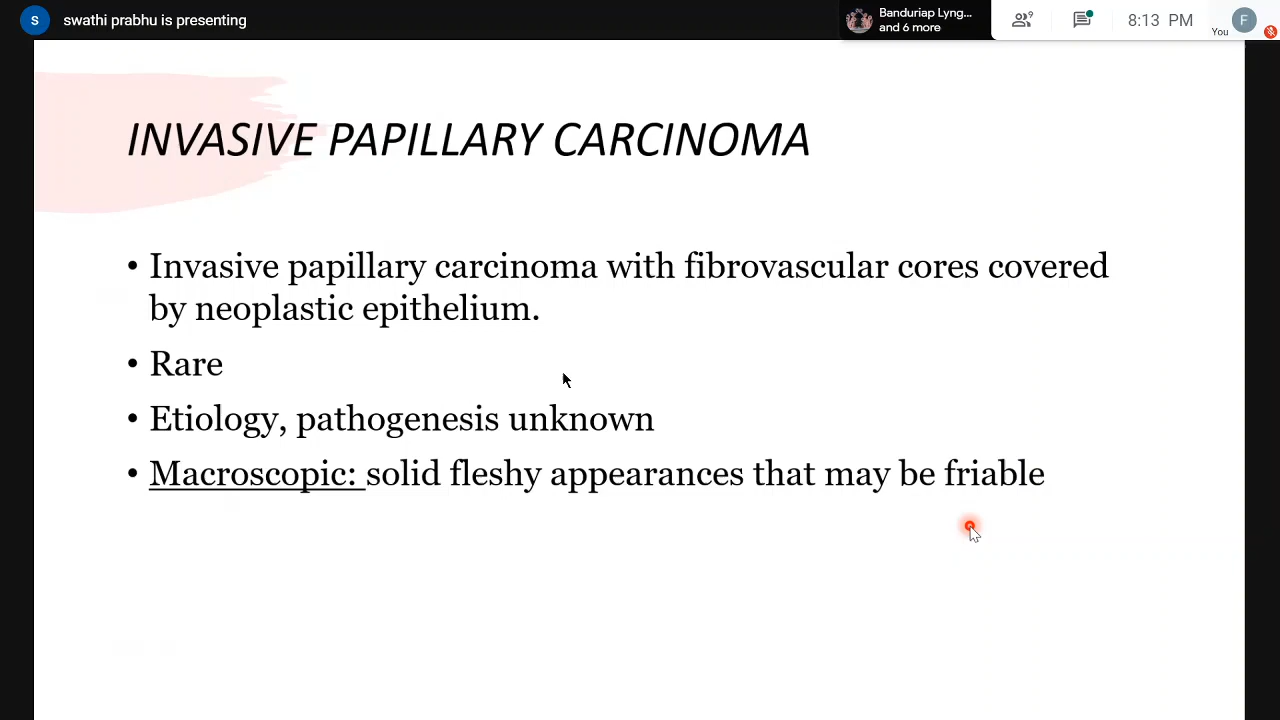 S swathi prabhu is presenting
Banduriap Lyng...
and 6 more
9
8:13 PM
You
F
INVASIVE PAPILLARY CARCINOMA
• Invasive papillary carcinoma with fibrovascular cores covered
by neoplastic epithelium.
• Rare
• Etiology, pathogenesis unknown
• Macroscopic: solid fleshy appearances that may be friable